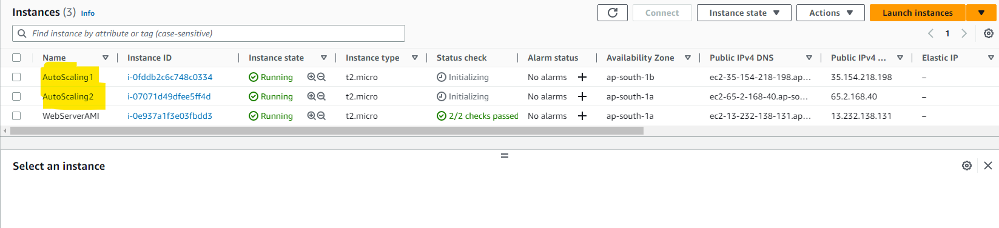 Instances (3) Info
Connect
Instance state
Actions
Launch instances
Find instance by attribute or tag (case-sensitive)
1
Name Instance ID Instance state Instance type Status check Alarm status Availability Zone Public IPv4 DNS Public IPv4 ... Elastic IP
AutoScaling1 i-0fddb2c6c748c0334 Running t2.micro Initializing No alarms + ap-south-1b ec2-35-154-218-198.ap... 35.154.218.198 –
AutoScaling2 i-07071d49dfee5ff4d Running t2.micro Initializing No alarms + ap-south-1a ec2-65-2-168-40.ap-so... 65.2.168.40 –
WebServerAMI i-0e937a1f3e03fbdd3 Running t2.micro 2/2 checks passed No alarms + ap-south-1a ec2-13-232-138-131.ap... 13.232.138.131 –
Select an instance